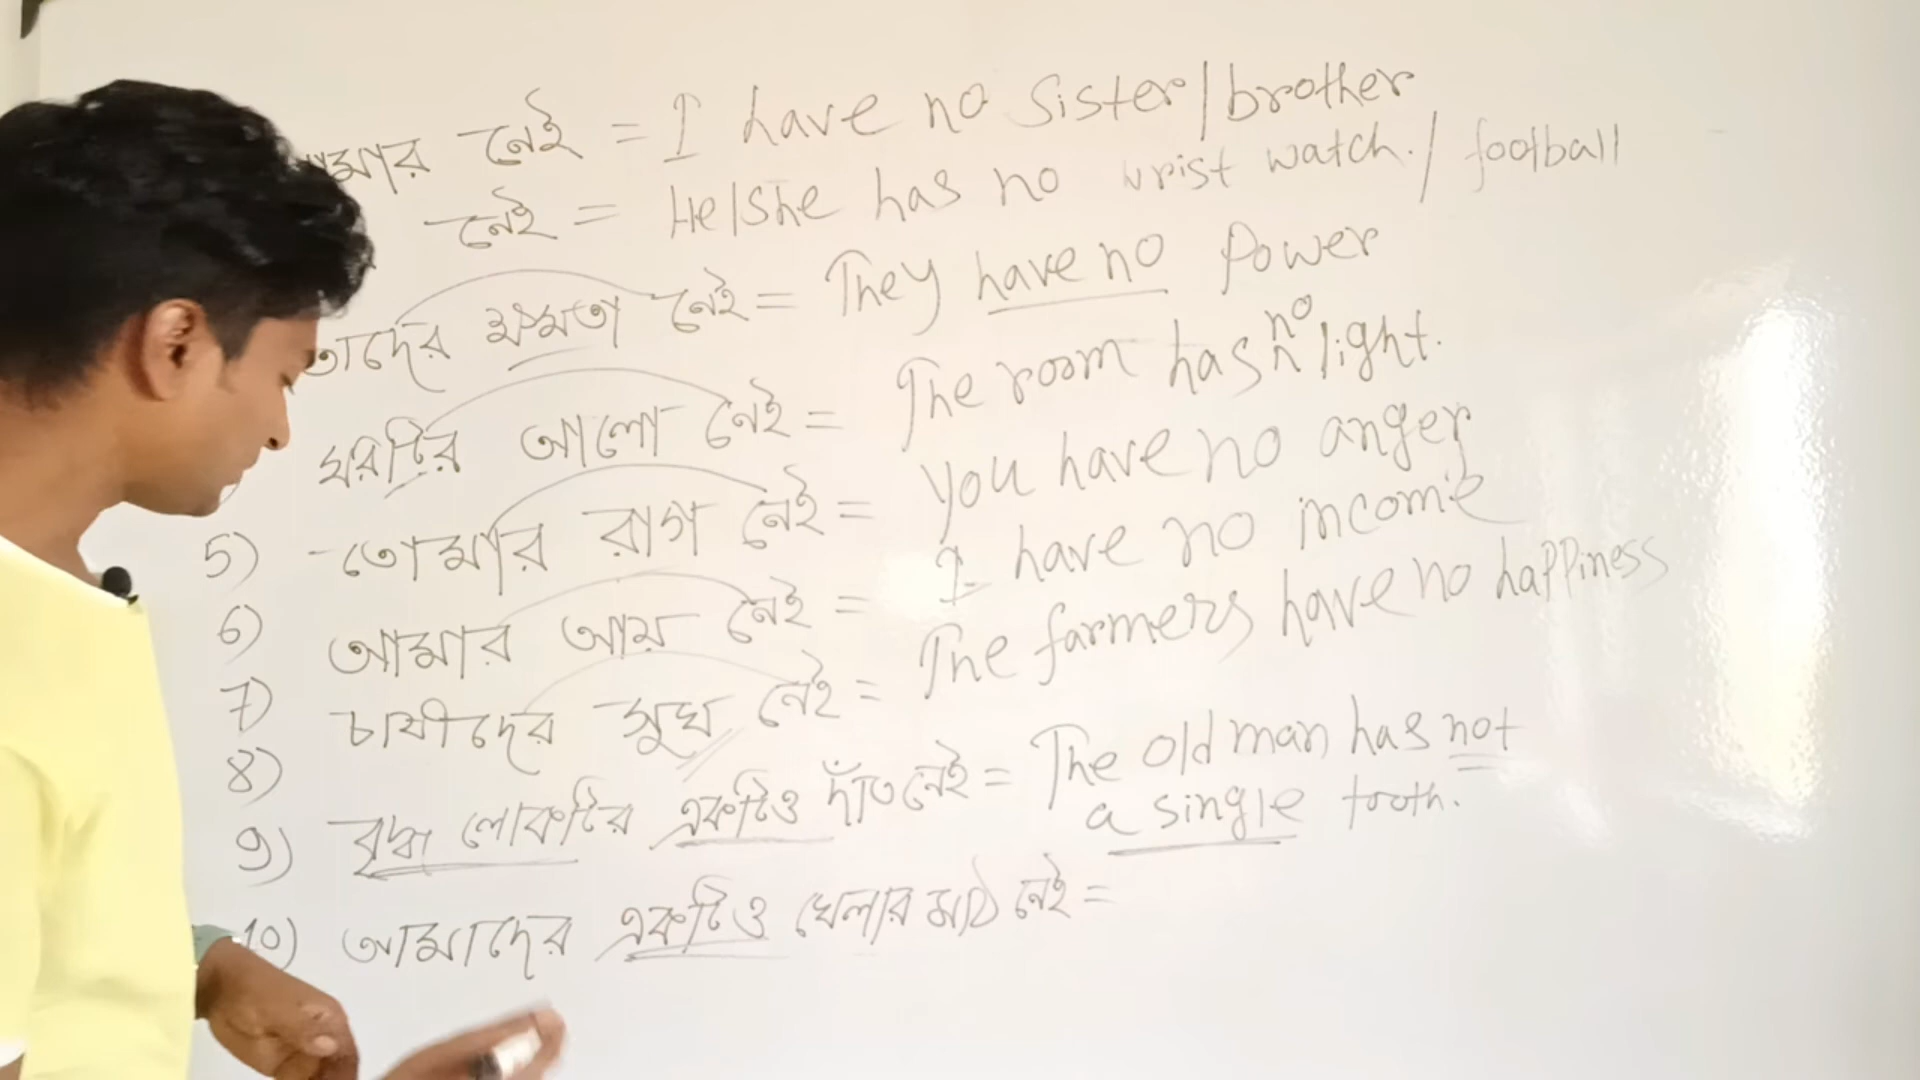 আমার নেই = I have no sister/brother
নেই = He/She has no wrist watch./ football
তাদের ক্ষমতা নেই = They have no Power
ঘরটির আলো নেই = The room has no light.
5) তোমার রাগ নেই = you have no anger
6) আমার আয় নেই = I have no income
7) চাষীদের সুখ নেই = The farmers have no happiness
8)
9) বৃদ্ধ লোকটির একটিও দাঁত নেই = The old man has not
a single tooth.
10) আমাদের একটিও খেলার মাঠ নেই =